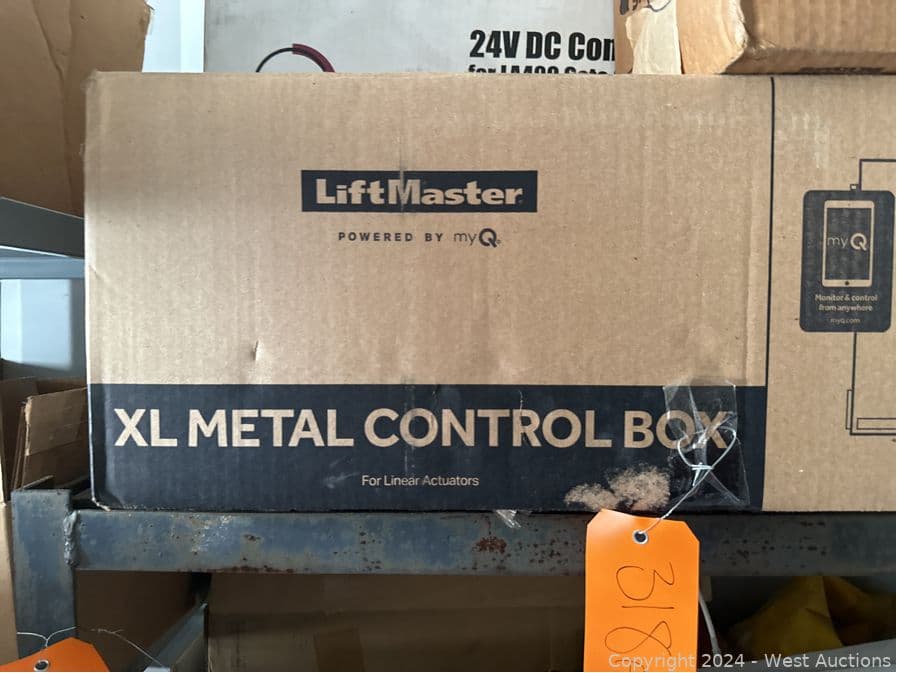 24V DC Con
LiftMaster
POWERED BY myQ
myQ
Monitor & control
from anywhere
myq.com
XL METAL CONTROL BOX
For Linear Actuators
318
Copyright 2024 - West Auctions